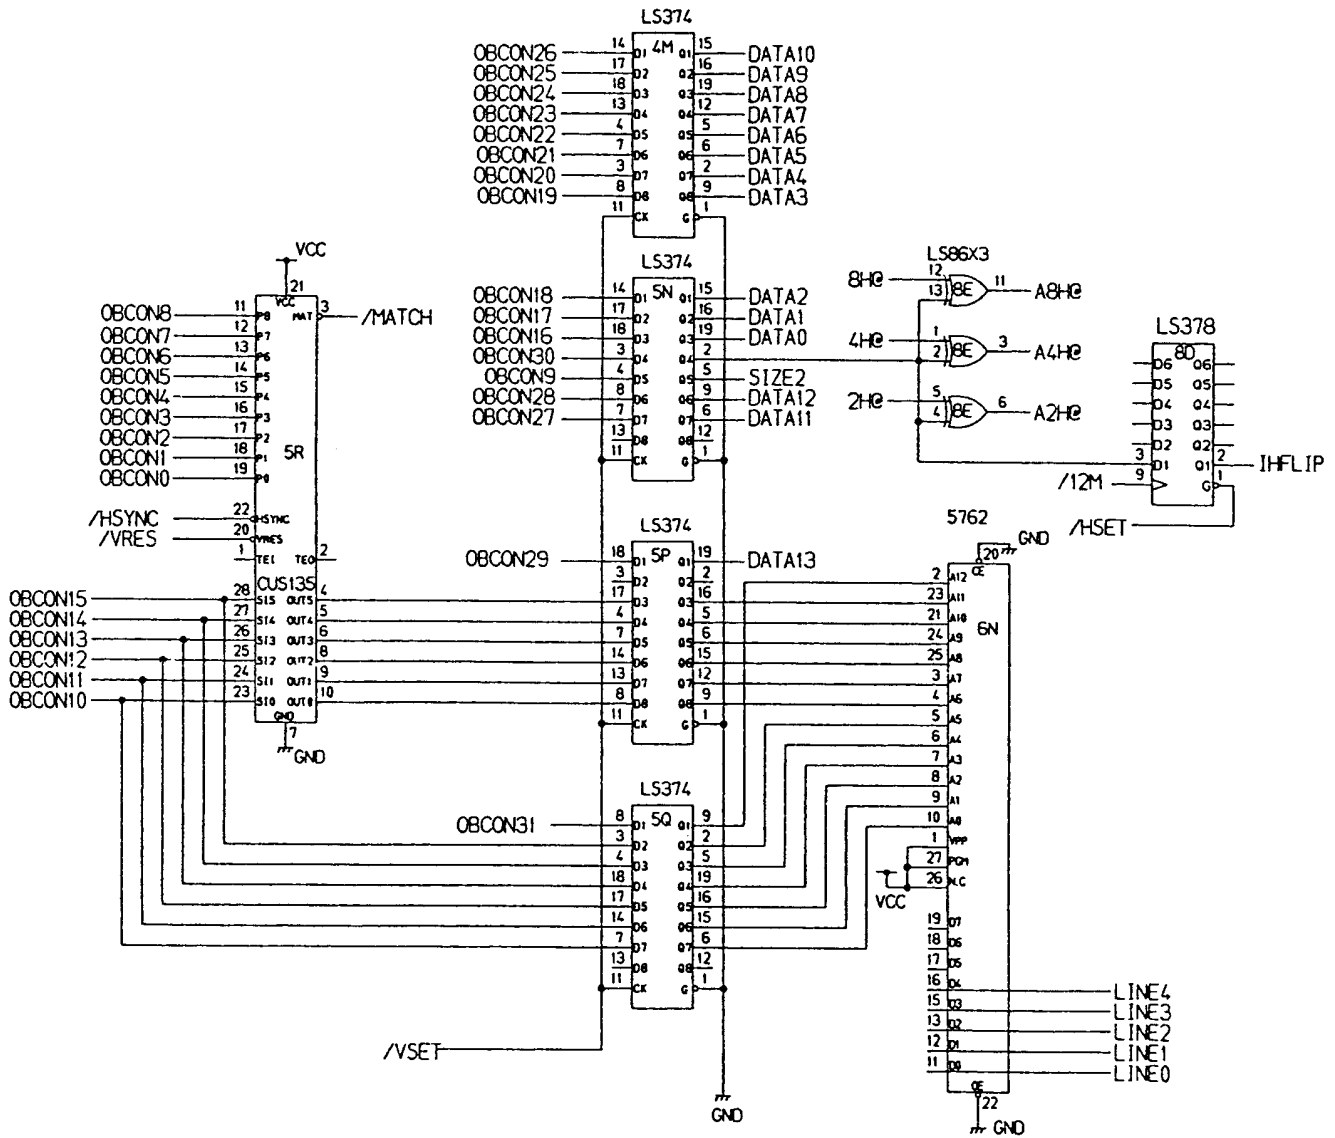 LS374
4M
OBCON26 14 D1 Q1 15 DATA10
OBCON25 17 D2 Q2 16 DATA9
OBCON24 18 D3 Q3 19 DATA8
OBCON23 13 D4 Q4 12 DATA7
OBCON22 4 D5 Q5 5 DATA6
OBCON21 7 D6 Q6 6 DATA5
OBCON20 3 D7 Q7 2 DATA4
OBCON19 8 D8 Q8 9 DATA3
11 CK G 1
LS374
5N
OBCON18 14 D1 Q1 15 DATA2
OBCON17 17 D2 Q2 16 DATA1
OBCON16 18 D3 Q3 19 DATA0
OBCON30 3 D4 Q4 2
OBCON9 4 D5 Q5 5 SIZE2
OBCON28 8 D6 Q6 9 DATA12
OBCON27 7 D7 Q7 6 DATA11
13 D8 Q8 12
11 CK G 1
VCC
21
VCC
OBCON8 11 P8 MAT 3 /MATCH
OBCON7 12 P7
OBCON6 13 P6
OBCON5 14 P5
OBCON4 15 P4
OBCON3 16 P3
OBCON2 17 P2
OBCON1 18 P1
OBCON0 19 P0
5R
/HSYNC 22 HSYNC
/VRES 20 VRES
1 TEI TEO 2
CUS135
OBCON15 28 SI5 OUT5 4
OBCON14 27 SI4 OUT4 5
OBCON13 26 SI3 OUT3 6
OBCON12 25 SI2 OUT2 8
OBCON11 24 SI1 OUT1 9
OBCON10 23 SI0 OUT0 10
GND
7
GND
LS86X3
8H@ 12 13 8E 11 A8H@
4H@ 1 2 8E 3 A4H@
2H@ 5 4 8E 6 A2H@
LS378
8D
D6 Q6
D5 Q5
D4 Q4
D3 Q3
D2 Q2
3 D1 Q1 2 IHFLIP
/12M 9 G 1
/HSET
LS374
5P
OBCON29 18 D1 Q1 19 DATA13
3 D2 Q2 2
17 D3 Q3 16
4 D4 Q4 5
7 D5 Q5 6
14 D6 Q6 15
13 D7 Q7 12
8 D8 Q8 9
11 CK G 1
LS374
5Q
OBCON31 8 D1 Q1 9
3 D2 Q2 2
4 D3 Q3 5
18 D4 Q4 19
17 D5 Q5 16
14 D6 Q6 15
7 D7 Q7 6
13 D8 Q8 12
11 CK G 1
/VSET
GND
5762
20 GND
CE
2 A12
23 A11
21 A10
24 A9
25 A8
3 A7
4 A6
5 A5
6 A4
7 A3
8 A2
9 A1
10 A0
1 VPP
27 PGM
26 N.C
6N
VCC
19 D7
18 D6
17 D5
16 D4 LINE4
15 D3 LINE3
13 D2 LINE2
12 D1 LINE1
11 D0 LINE0
OE
22
GND